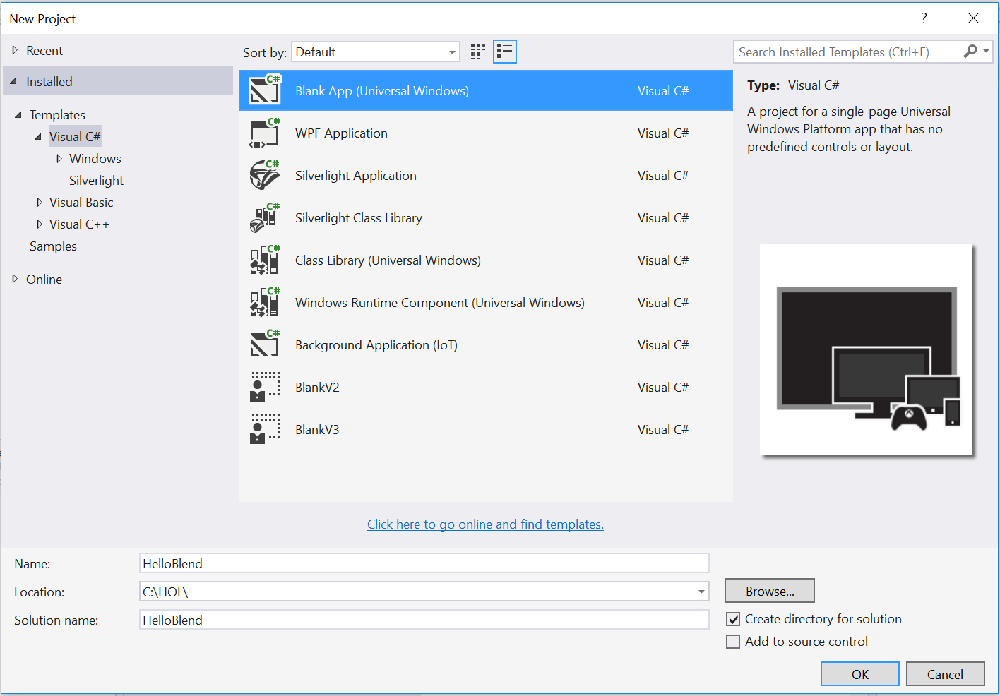 New Project
?
Recent
Installed
Templates
Visual C#
Windows
Silverlight
Visual Basic
Visual C++
Samples
Online
Sort by: Default
Search Installed Templates (Ctrl+E)
C# Blank App (Universal Windows) Visual C#
C# WPF Application Visual C#
C# Silverlight Application Visual C#
C# Silverlight Class Library Visual C#
C# Class Library (Universal Windows) Visual C#
C# Windows Runtime Component (Universal Windows) Visual C#
C# Background Application (IoT) Visual C#
BlankV2 Visual C#
BlankV3 Visual C#
Type: Visual C#
A project for a single-page Universal
Windows Platform app that has no
predefined controls or layout.
Click here to go online and find templates.
Name: HelloBlend
Location: C:\HOL\
Browse...
Solution name: HelloBlend
Create directory for solution
Add to source control
OK
Cancel